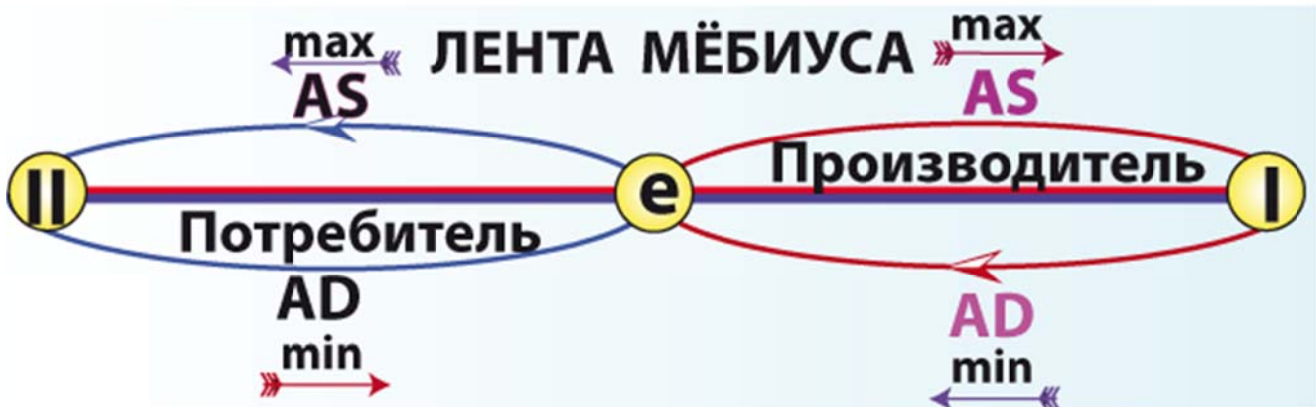 max ЛЕНТА МЁБИУСА max
AS AS
Производитель
II e I
Потребитель
AD AD
min min